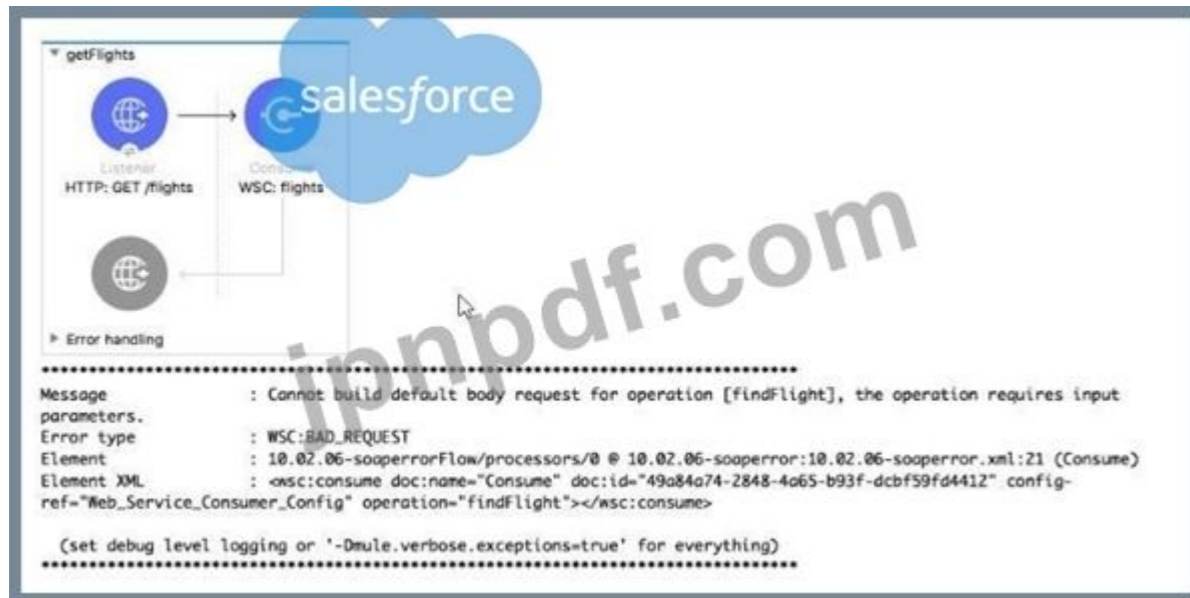 getFlights
salesforce
Listener
Consume
HTTP: GET /flights
WSC: flights
Error handling
jpnpdf.com
**********************************************************************
Message : Cannot build default body request for operation [findFlight], the operation requires input
parameters.
Error type : WSC:BAD_REQUEST
Element : 10.02.06-soaperrorFlow/processors/0 @ 10.02.06-soaperror:10.02.06-soaperror.xml:21 (Consume)
Element XML : <wsc:consume doc:name="Consume" doc:id="49a84a74-2848-4a65-b93f-dcbf59fd4412" config-
ref="Web_Service_Consumer_Config" operation="findFlight"></wsc:consume>
(set debug level logging or '-Dmule.verbose.exceptions=true' for everything)
**********************************************************************